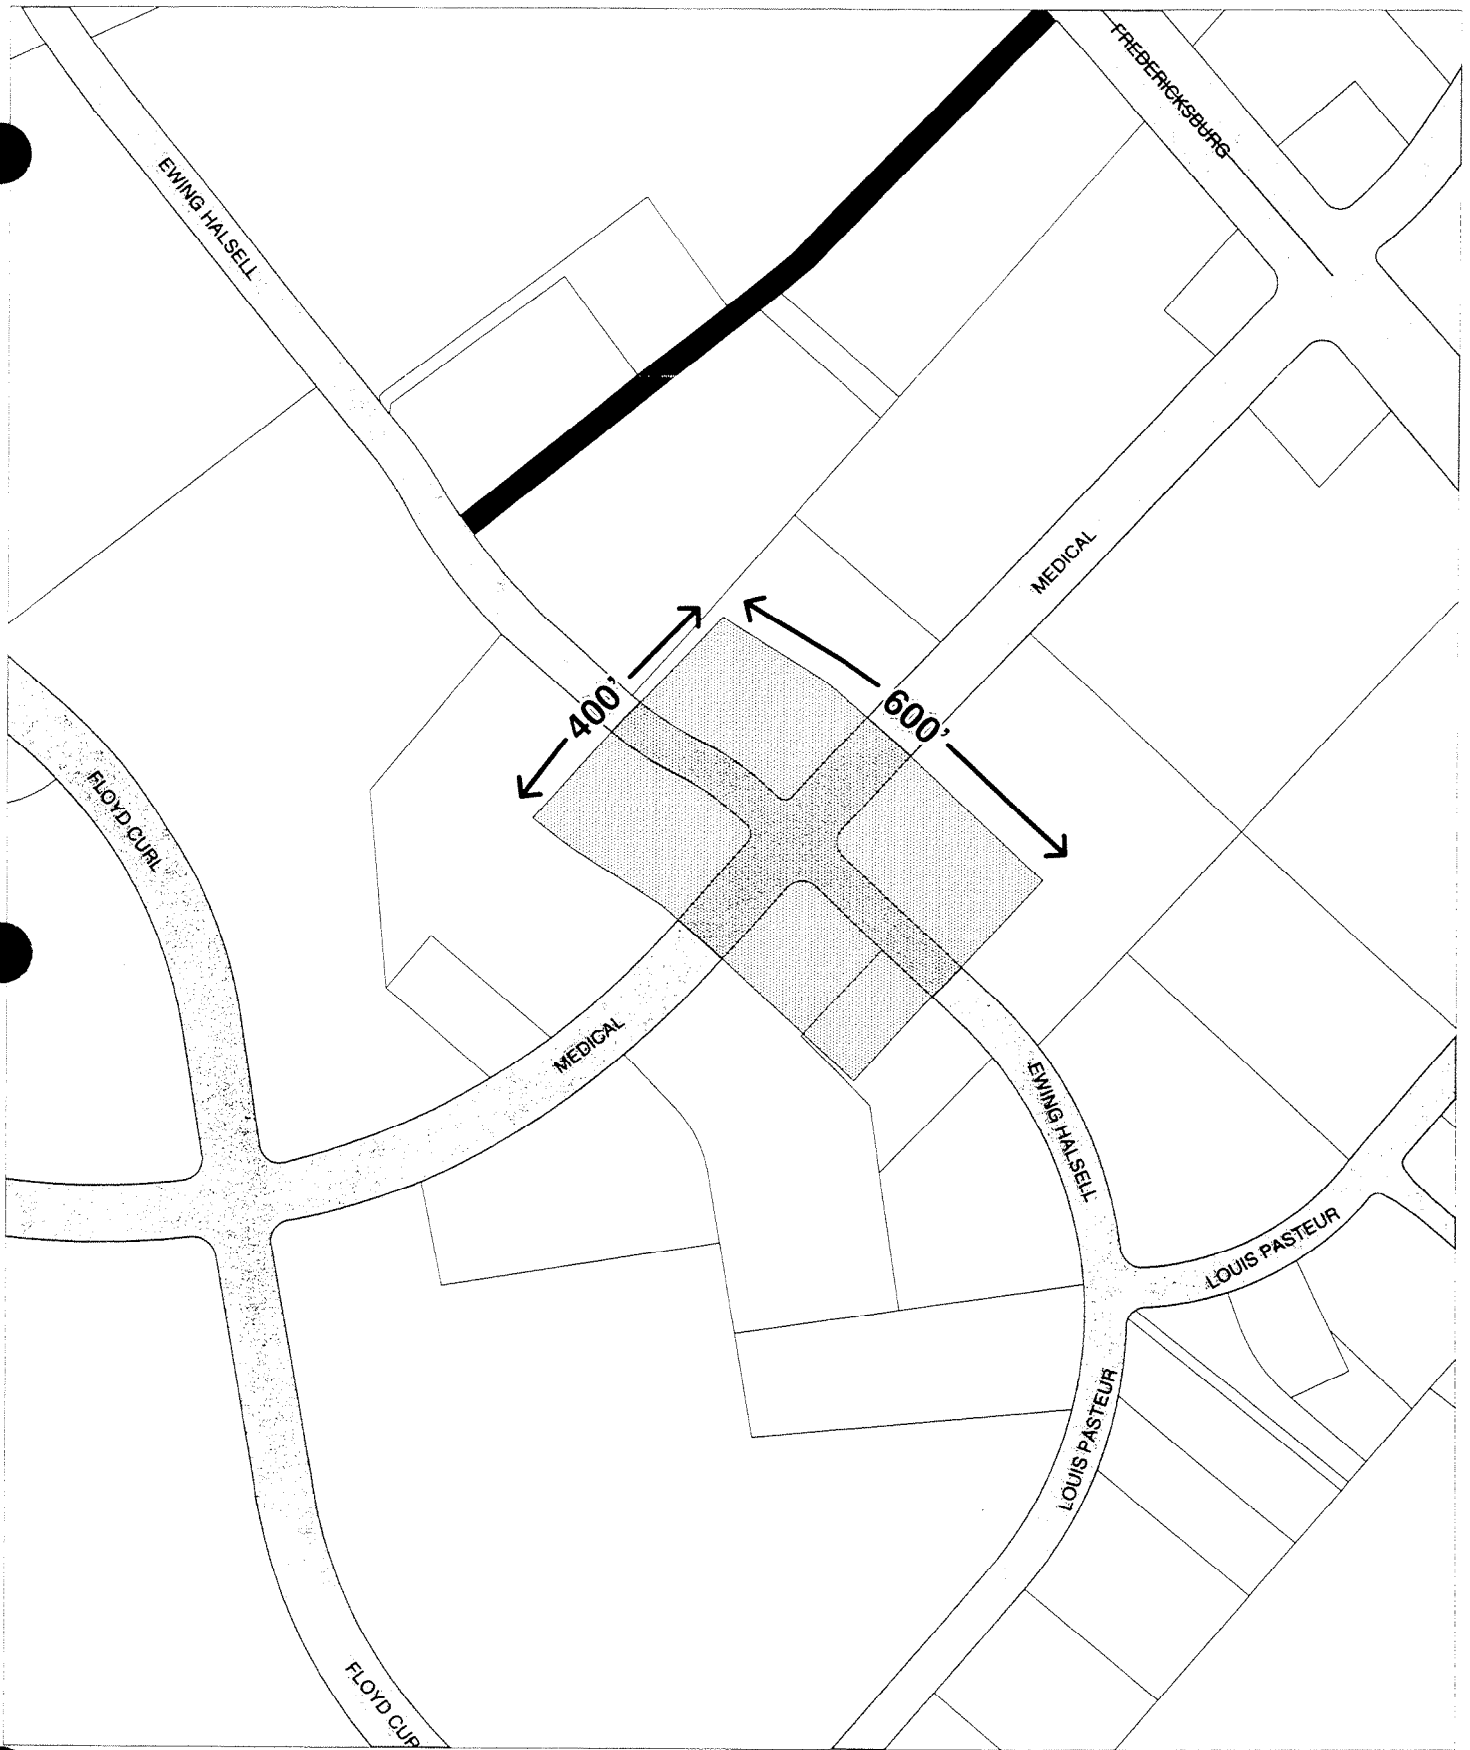 FREDERICKSBURG
EWING HALSELL
MEDICAL
400'
600'
FLOYD CURL
MEDICAL
EWING HALSELL
LOUIS PASTEUR
LOUIS PASTEUR
FLOYD CUR